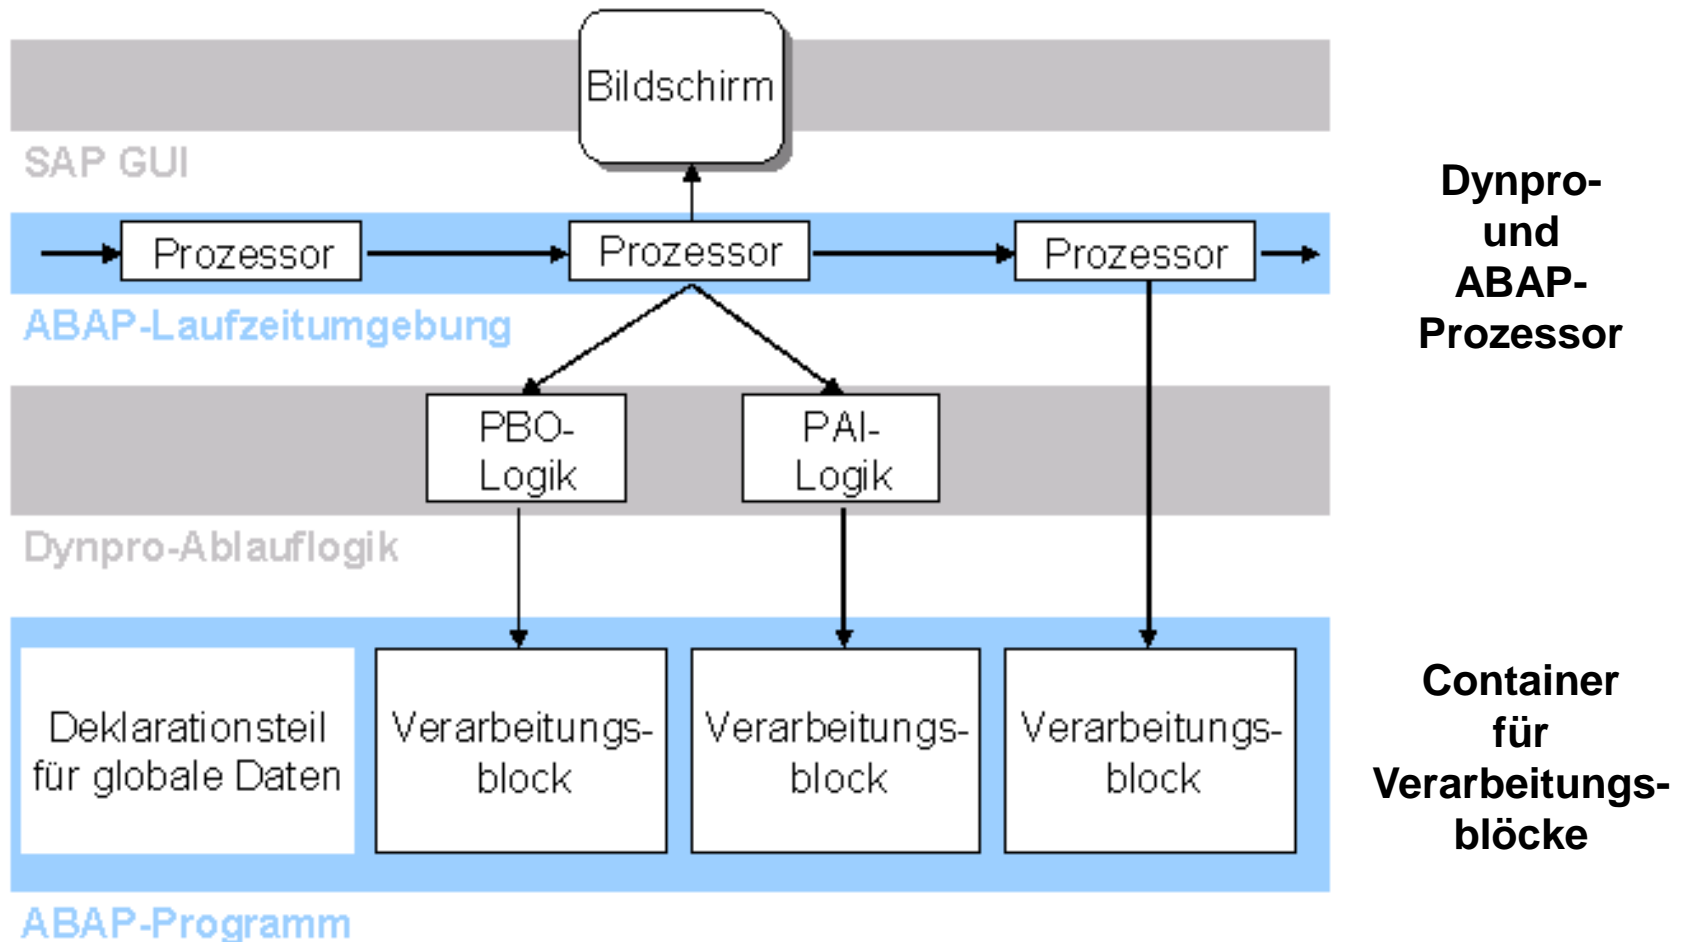 Bildschirm
SAP GUI
Prozessor
Prozessor
Prozessor
ABAP-Laufzeitumgebung
Dynpro-
und
ABAP-
Prozessor
PBO-
Logik
PAI-
Logik
Dynpro-Ablauflogik
Deklarationsteil
für globale Daten
Verarbeitungs-
block
Verarbeitungs-
block
Verarbeitungs-
block
Container
für
Verarbeitungs-
blöcke
ABAP-Programm